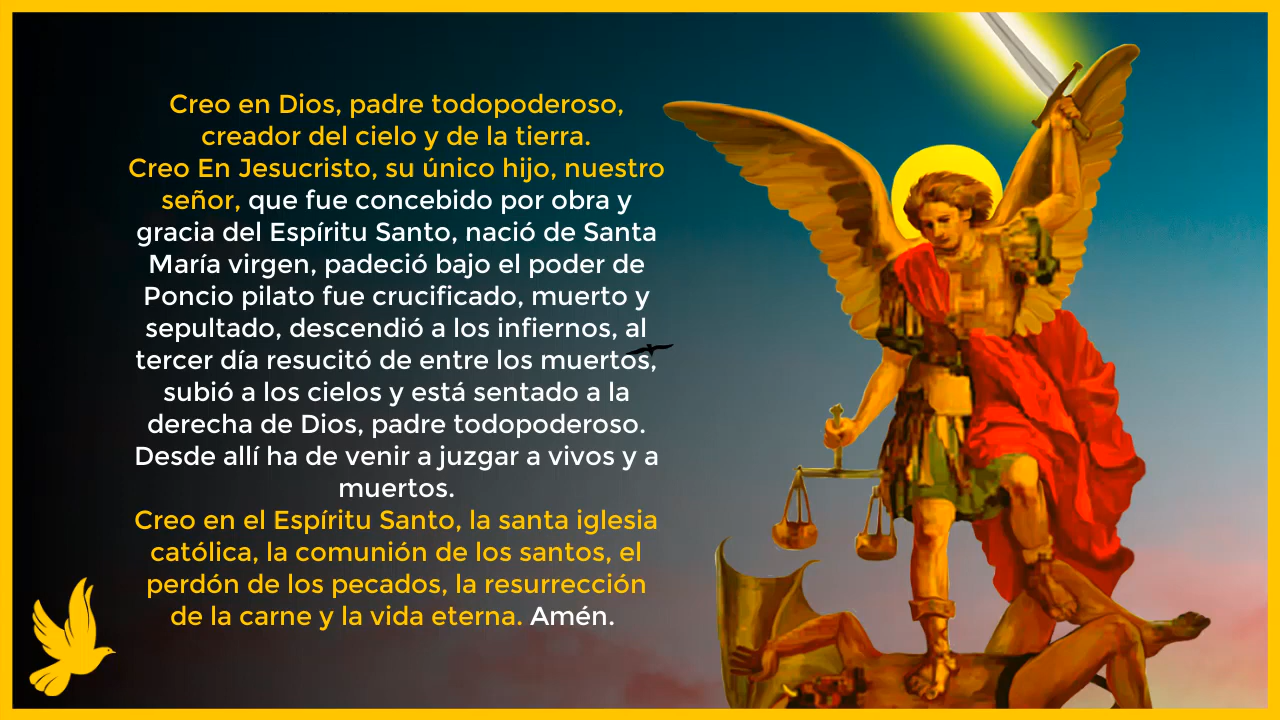 Creo en Dios, padre todopoderoso,
creador del cielo y de la tierra.
Creo En Jesucristo, su único hijo, nuestro
señor, que fue concebido por obra y
gracia del Espíritu Santo, nació de Santa
María virgen, padeció bajo el poder de
Poncio pilato fue crucificado, muerto y
sepultado, descendió a los infiernos, al
tercer día resucitó de entre los muertos,
subió a los cielos y está sentado a la
derecha de Dios, padre todopoderoso.
Desde allí ha de venir a juzgar a vivos y a
muertos.
Creo en el Espíritu Santo, la santa iglesia
católica, la comunión de los santos, el
perdón de los pecados, la resurrección
de la carne y la vida eterna. Amén.